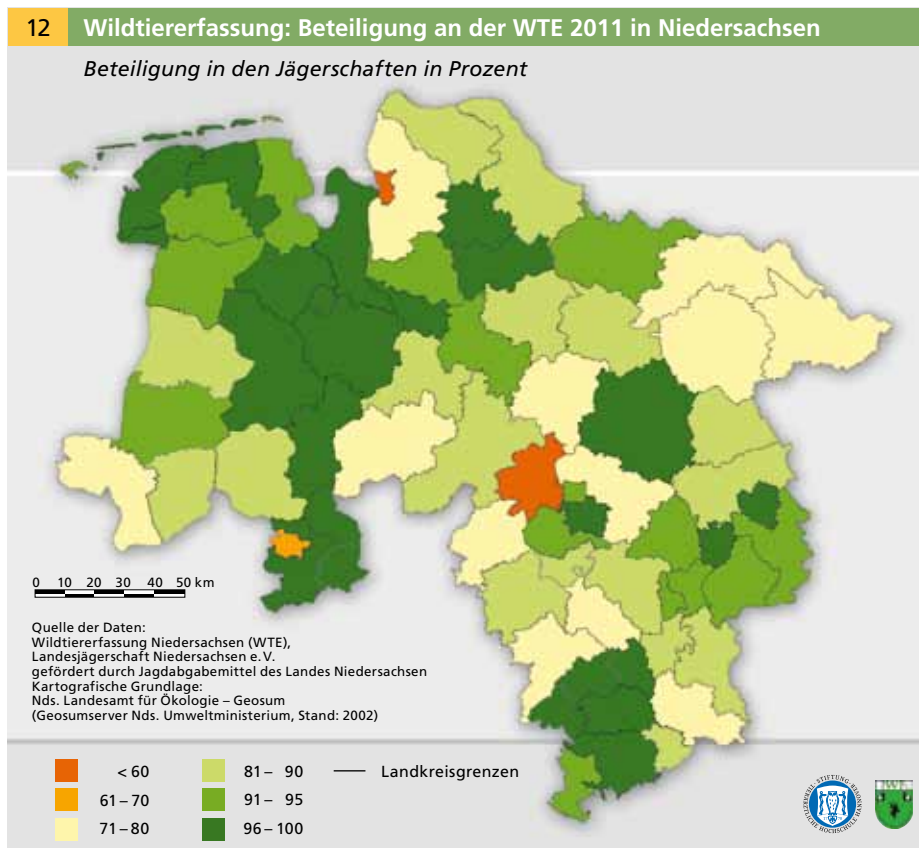 12 Wildtiererfassung: Beteiligung an der WTE 2011 in Niedersachsen
Beteiligung in den Jägerschaften in Prozent
0 10 20 30 40 50 km
Quelle der Daten:
Wildtiererfassung Niedersachsen (WTE),
Landesjägerschaft Niedersachsen e.V.
gefördert durch Jagdabgabemittel des Landes Niedersachsen
Kartografische Grundlage:
Nds. Landesamt für Ökologie – Geosum
(Geosumserver Nds. Umweltministerium, Stand: 2002)
< 60 81– 90 Landkreisgrenzen
61–70 91– 95
71–80 96–100